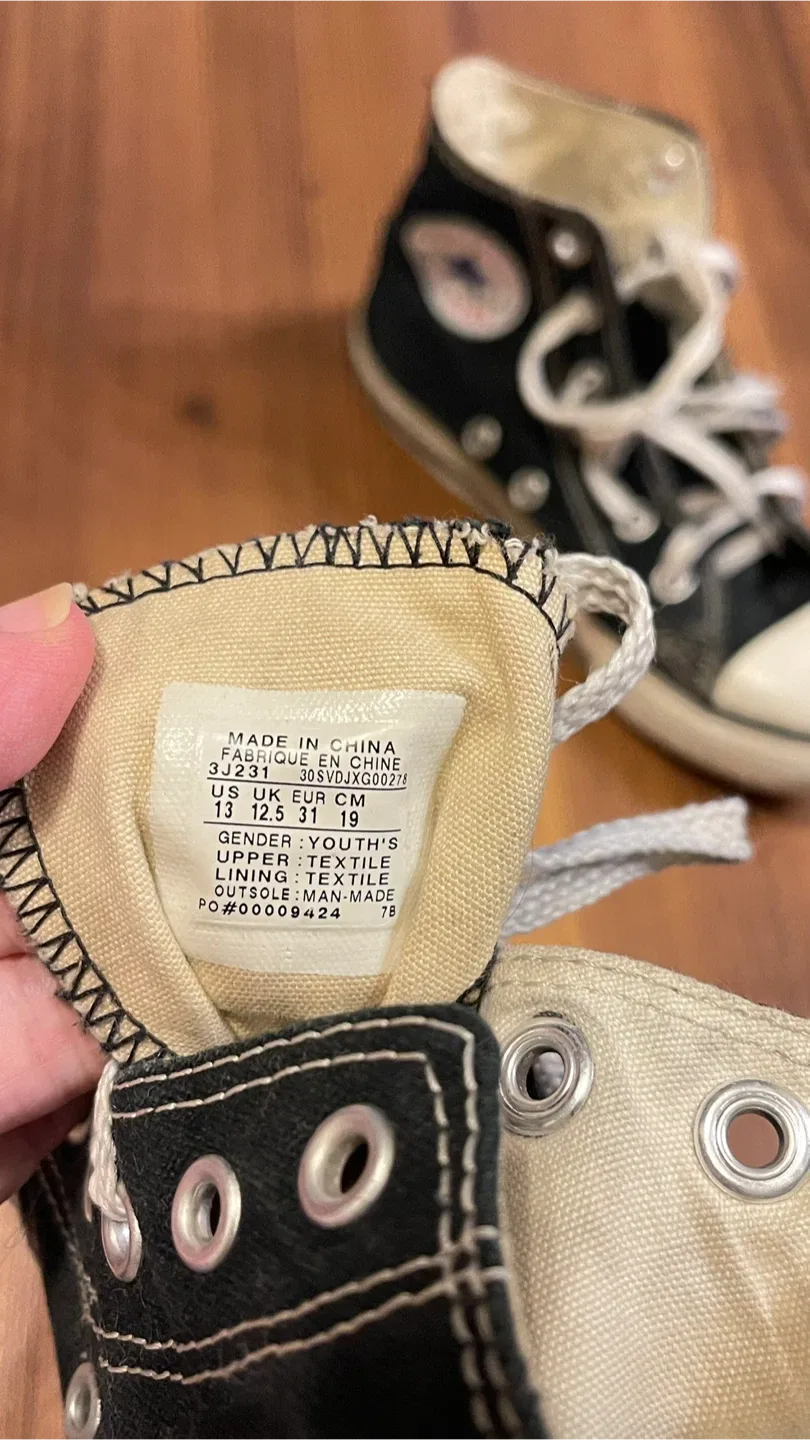 MADE IN CHINA
FABRIQUE EN CHINE
3J231 30SVDJXG00278
US UK EUR CM
13 12.5 31 19
GENDER : YOUTH'S
UPPER : TEXTILE
LINING : TEXTILE
OUTSOLE : MAN-MADE
PO#00009424 7B